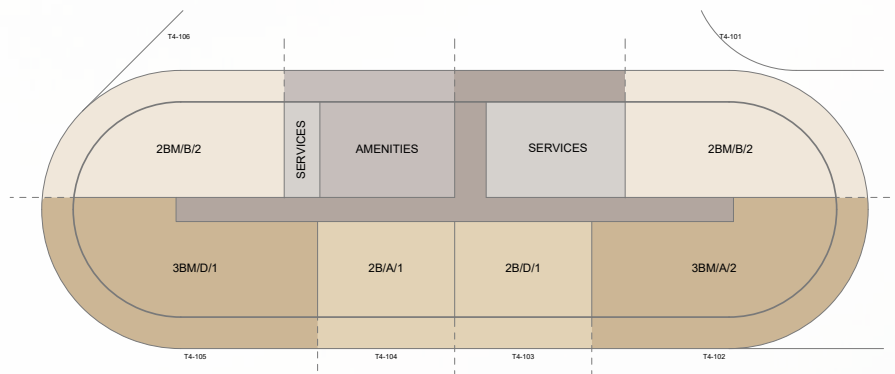 T4-106
T4-101
2BM/B/2
SERVICES
AMENITIES
SERVICES
2BM/B/2
3BM/D/1
2B/A/1
2B/D/1
3BM/A/2
T4-105
T4-104
T4-103
T4-102